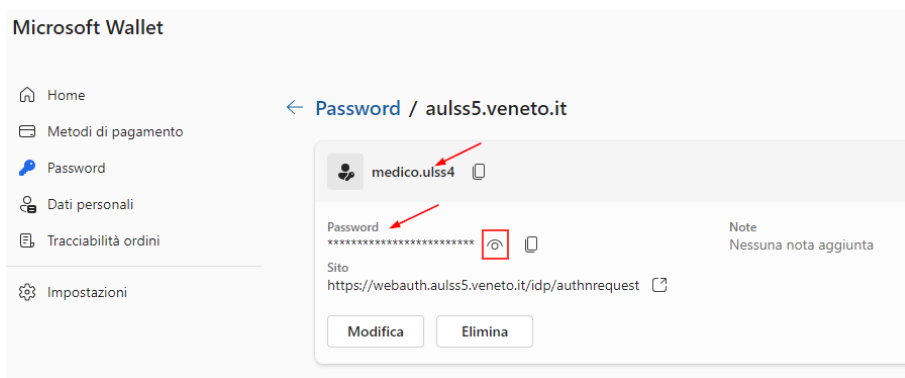 Microsoft Wallet
Home
Metodi di pagamento
Password
Dati personali
Tracciabilità ordini
Impostazioni
Password / aulss5.veneto.it
medico.ulss4
Password
*************************
Note
Nessuna nota aggiunta
Sito
https://webauth.aulss5.veneto.it/idp/authnrequest
Modifica
Elimina